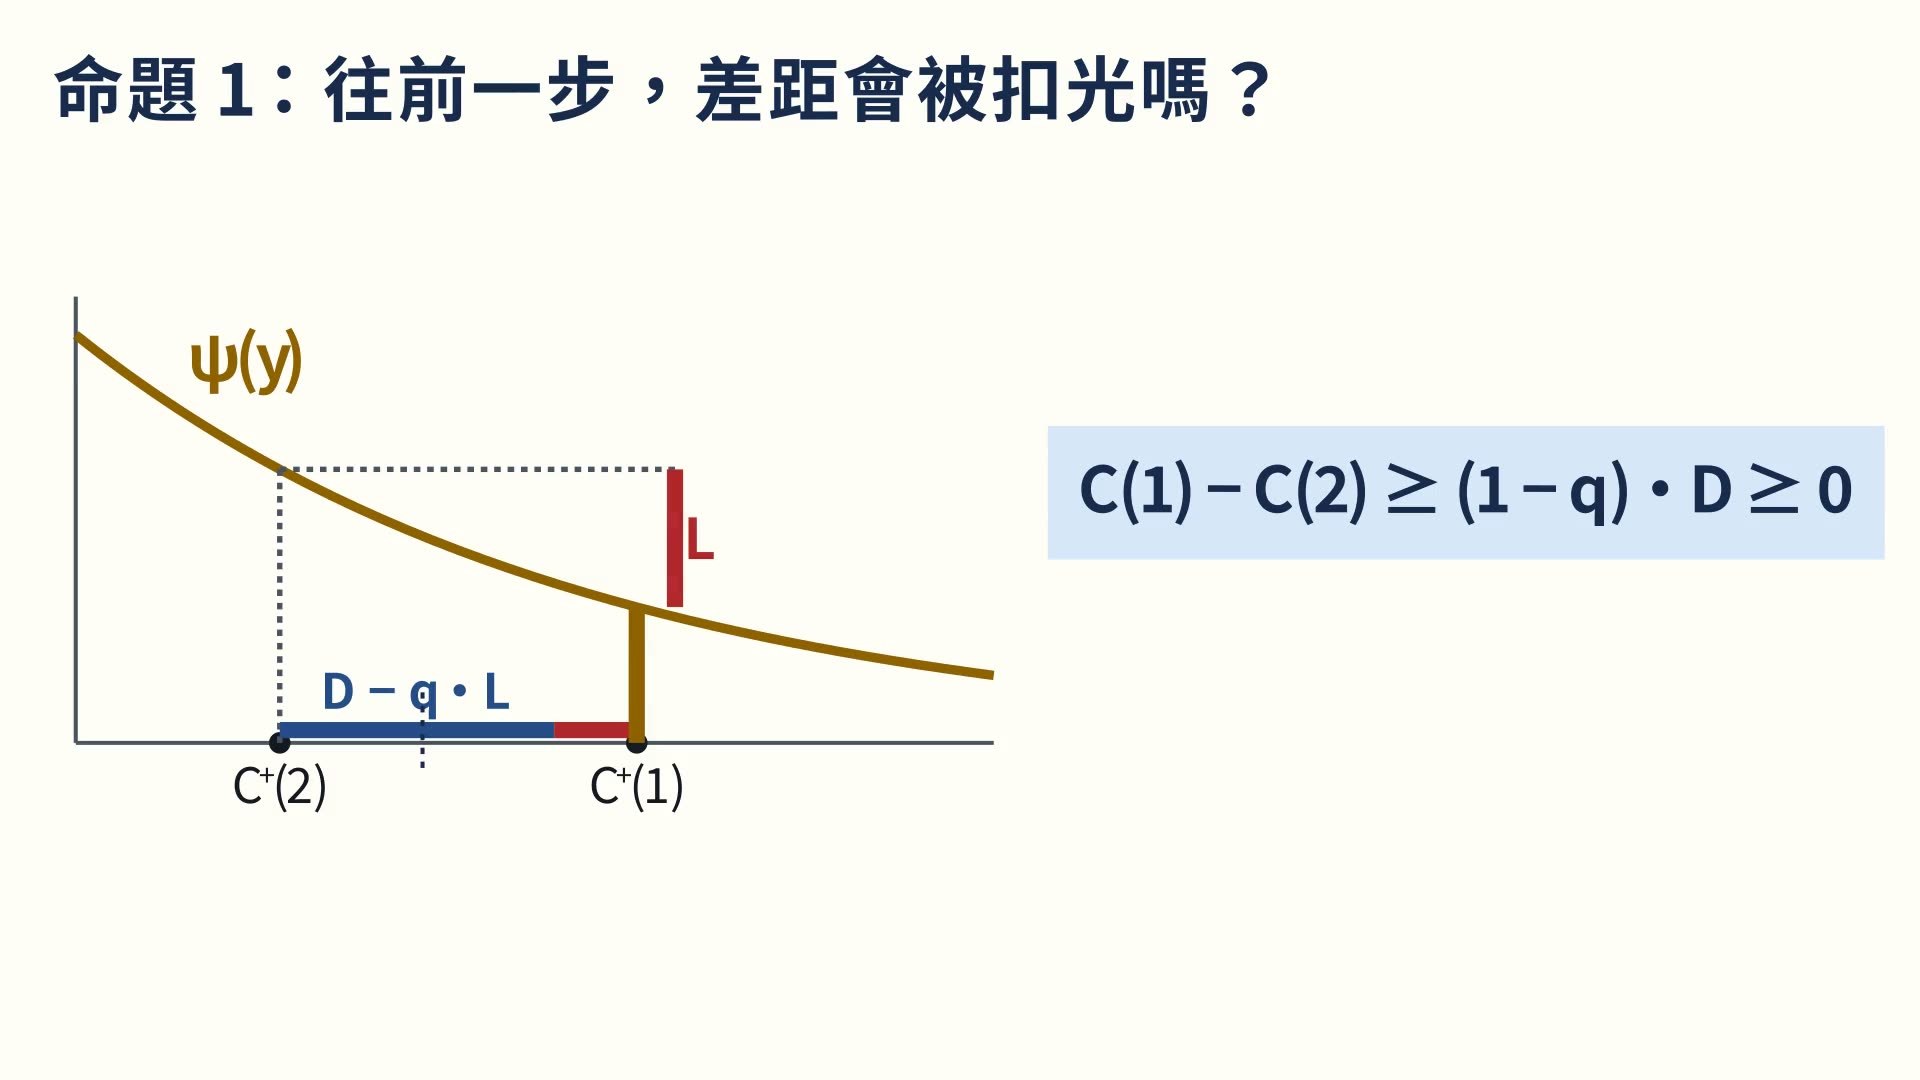 命題 1：往前一步，差距會被扣光嗎？
ψ(y)
C(1) − C(2) ≥ (1 − q)・D ≥ 0
L
D − q・L
C⁺(2)
C⁺(1)